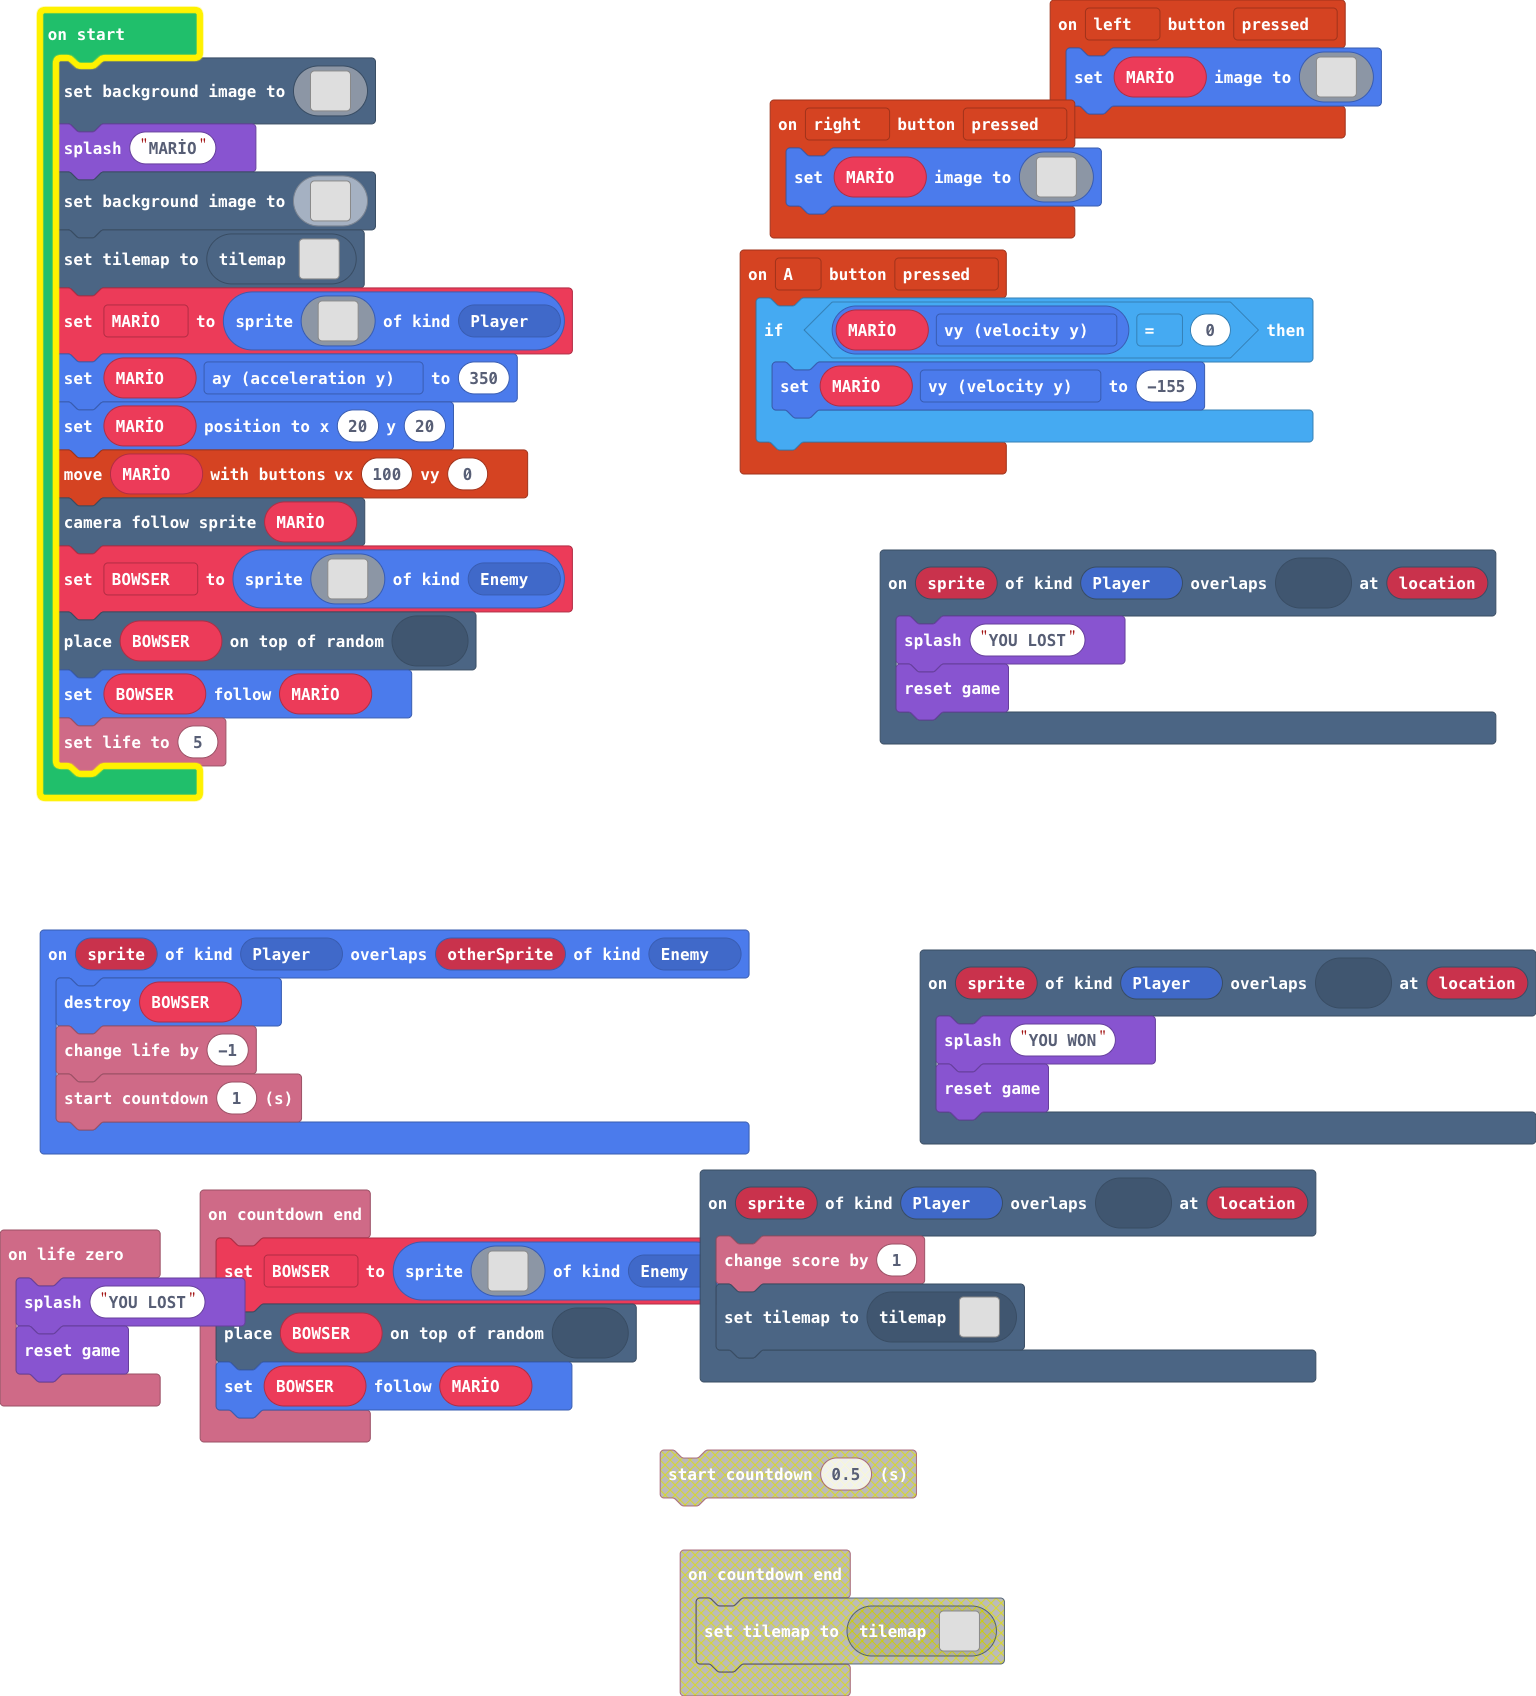 on start
set background image to
splash "MARİO"
set background image to
set tilemap to tilemap
set MARİO to sprite of kind Player
set MARİO ay (acceleration y) to 350
set MARİO position to x 20 y 20
move MARİO with buttons vx 100 vy 0
camera follow sprite MARİO
set BOWSER to sprite of kind Enemy
place BOWSER on top of random
set BOWSER follow MARİO
set life to 5
on left button pressed
set MARİO image to
on right button pressed
set MARİO image to
on A button pressed
if MARİO vy (velocity y) = 0 then
set MARİO vy (velocity y) to -155
on sprite of kind Player overlaps at location
splash "YOU LOST"
reset game
on sprite of kind Player overlaps otherSprite of kind Enemy
destroy BOWSER
change life by -1
start countdown 1 (s)
on sprite of kind Player overlaps at location
splash "YOU WON"
reset game
on life zero
splash "YOU LOST"
reset game
on countdown end
set BOWSER to sprite of kind Enemy
place BOWSER on top of random
set BOWSER follow MARİO
on sprite of kind Player overlaps at location
change score by 1
set tilemap to tilemap
start countdown 0.5 (s)
on countdown end
set tilemap to tilemap